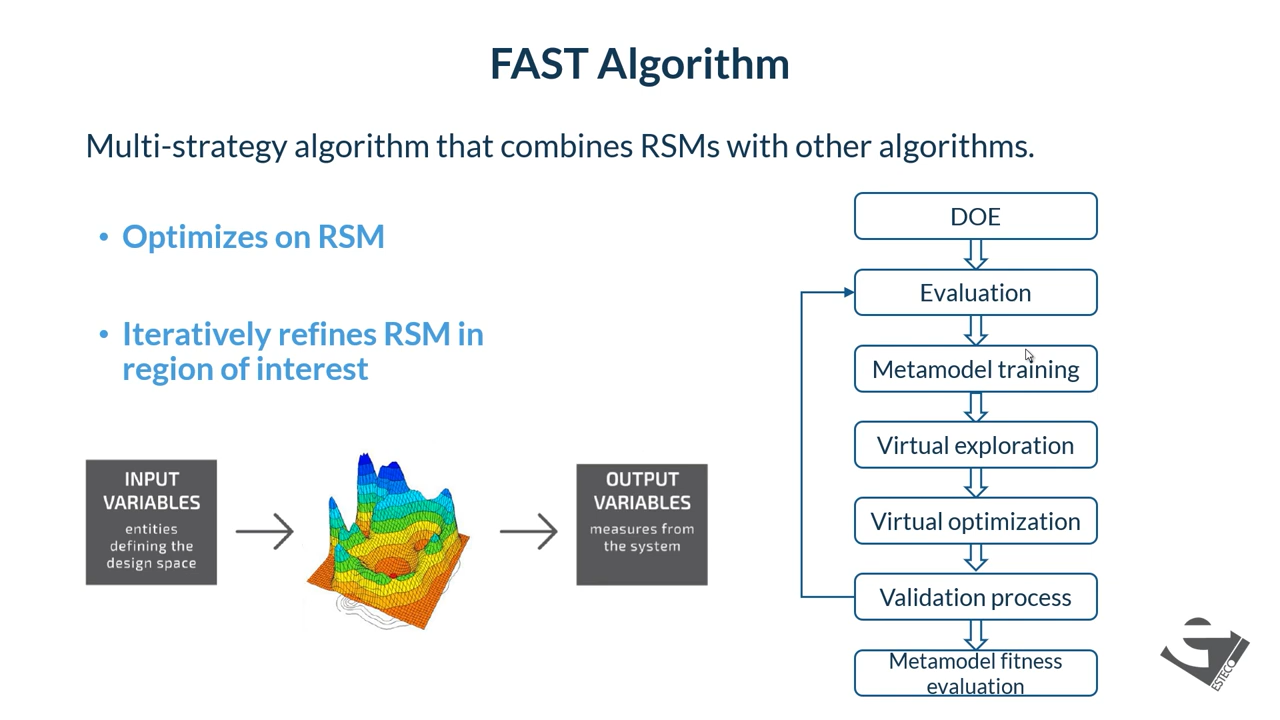 FAST Algorithm
Multi-strategy algorithm that combines RSMs with other algorithms.
• Optimizes on RSM
• Iteratively refines RSM in
region of interest
INPUT
VARIABLES
entities
defining the
design space
OUTPUT
VARIABLES
measures from
the system
DOE
Evaluation
Metamodel training
Virtual exploration
Virtual optimization
Validation process
Metamodel fitness
evaluation
ESTECO